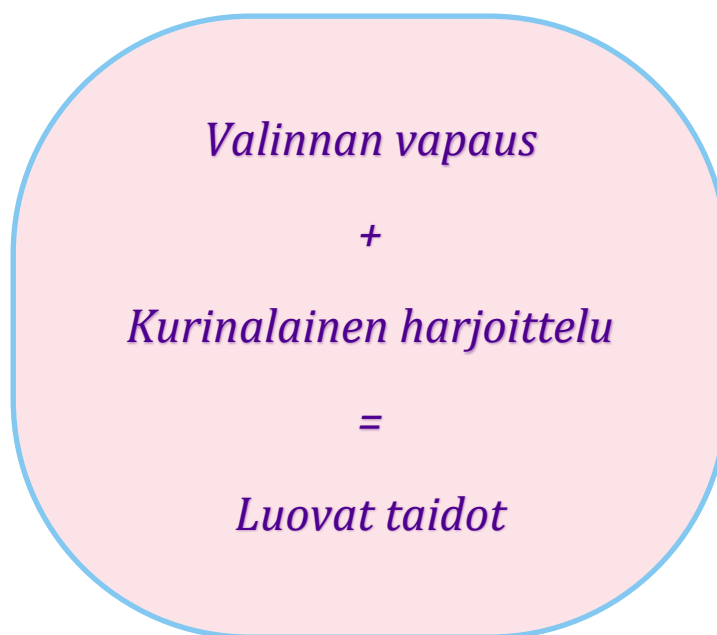 Valinnan vapaus
+
Kurinalainen harjoittelu
=
Luovat taidot